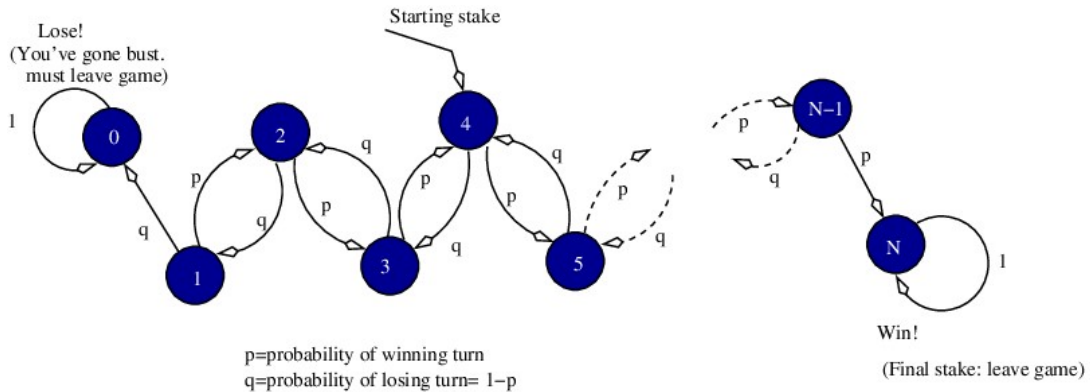 Starting stake
Lose!
(You've gone bust.
must leave game)
1
0
2
4
N-1
p
q
p
q
p
q
p
q
p
q
p
q
p
q
q
p
1
3
5
N
1
Win!
(Final stake: leave game)
p=probability of winning turn
q=probability of losing turn= 1-p